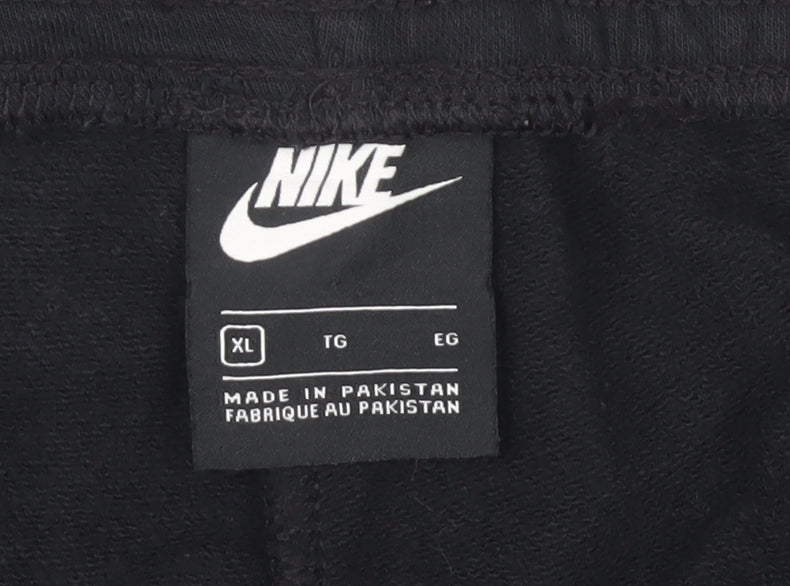 NIKE
XL TG EG
MADE IN PAKISTAN
FABRIQUE AU PAKISTAN